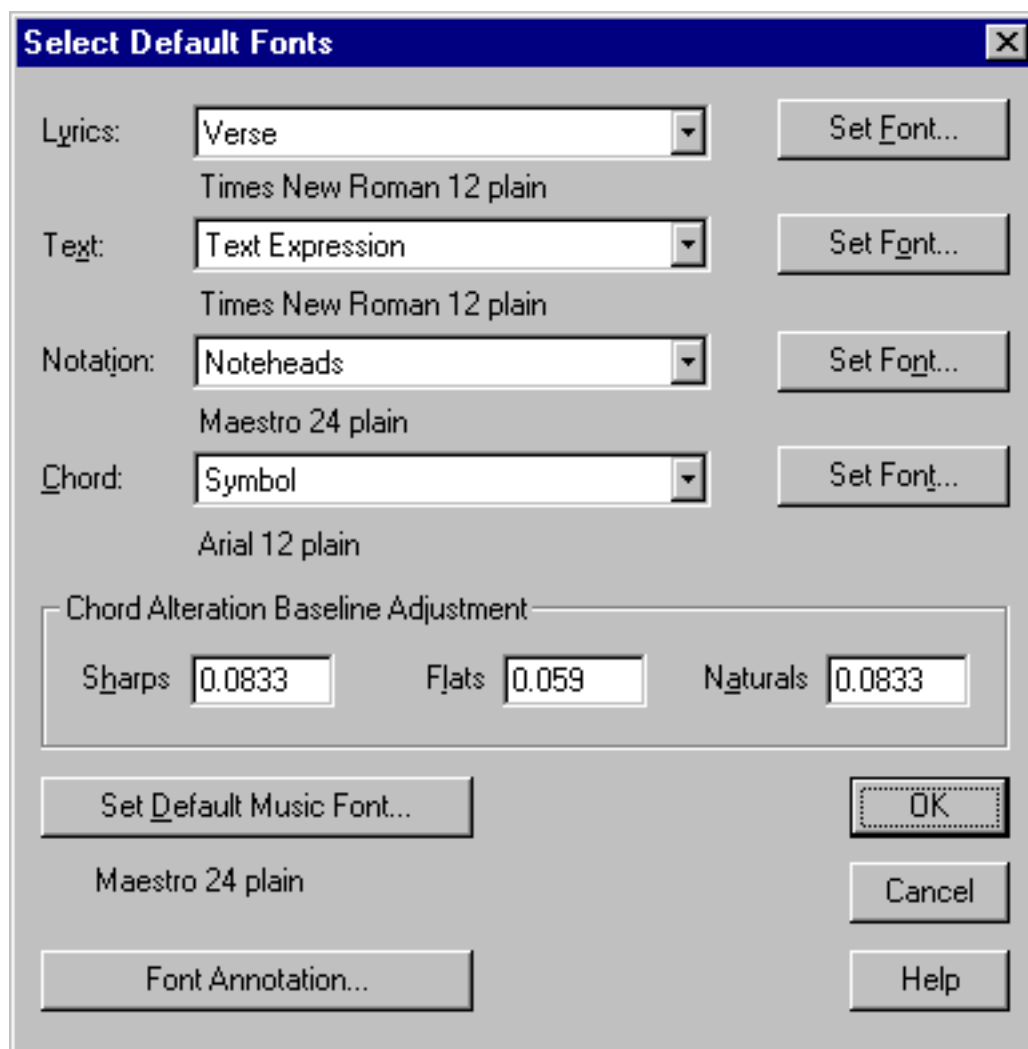 Select Default Fonts
Lyrics: Verse Set Font...
Times New Roman 12 plain
Text: Text Expression Set Font...
Times New Roman 12 plain
Notation: Noteheads Set Font...
Maestro 24 plain
Chord: Symbol Set Font...
Arial 12 plain
Chord Alteration Baseline Adjustment
Sharps 0.0833 Flats 0.059 Naturals 0.0833
Set Default Music Font... OK
Maestro 24 plain Cancel
Font Annotation... Help